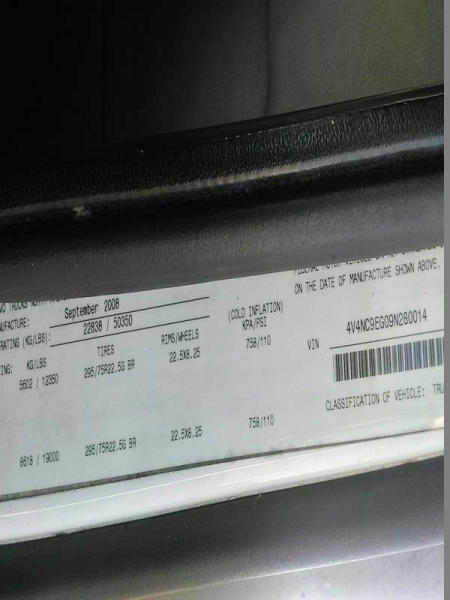 ON THE DATE OF MANUFACTURE SHOWN ABOVE.
September 2008
22838 / 50350
(COLD INFLATION)
KG/LBS TIRES RIMS/WHEELS KPA/PSI
VIN 4V4NC9EG09N280014
12350 295/75R22.5G BR 22.5X8.25 758/110
CLASSIFICATION OF VEHICLE:
8618 / 19000 295/75R22.5G BR 22.5X8.25 758/110